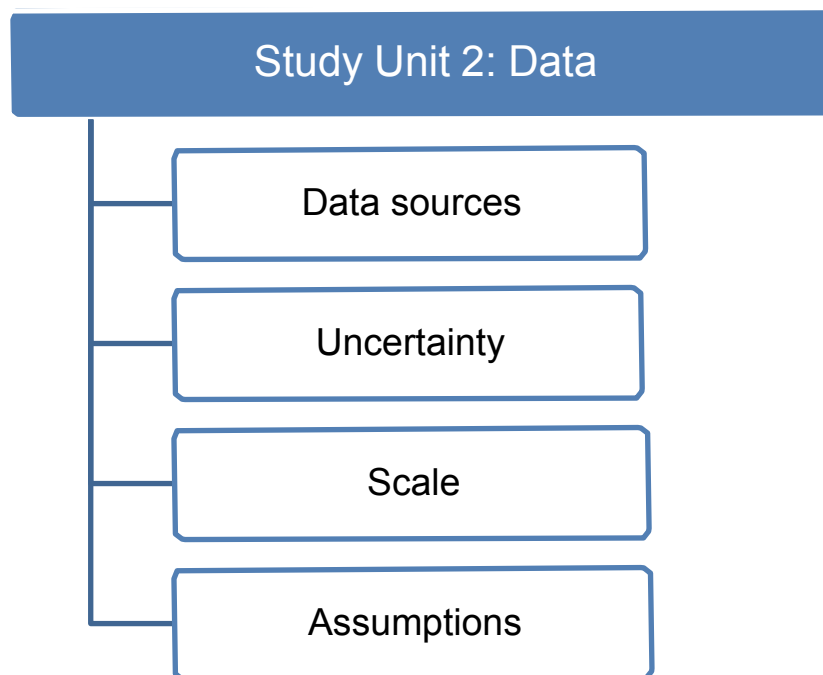 Study Unit 2: Data
Data sources
Uncertainty
Scale
Assumptions